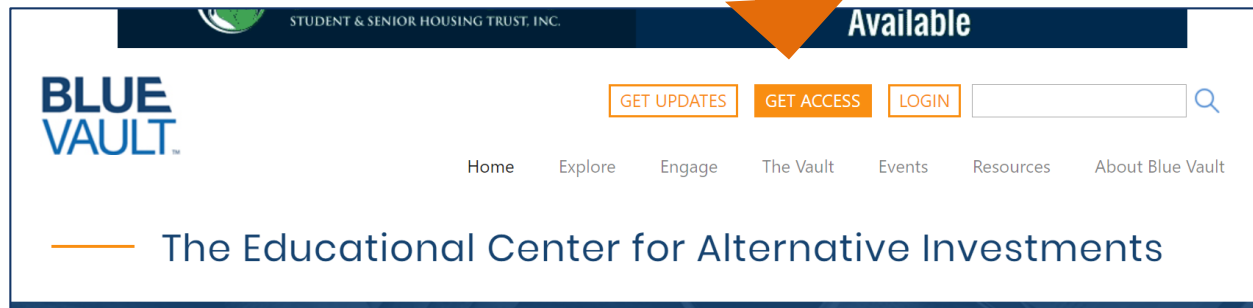 STUDENT & SENIOR HOUSING TRUST, INC.
Available
BLUE
VAULT™
GET UPDATES
GET ACCESS
LOGIN
Home
Explore
Engage
The Vault
Events
Resources
About Blue Vault
The Educational Center for Alternative Investments